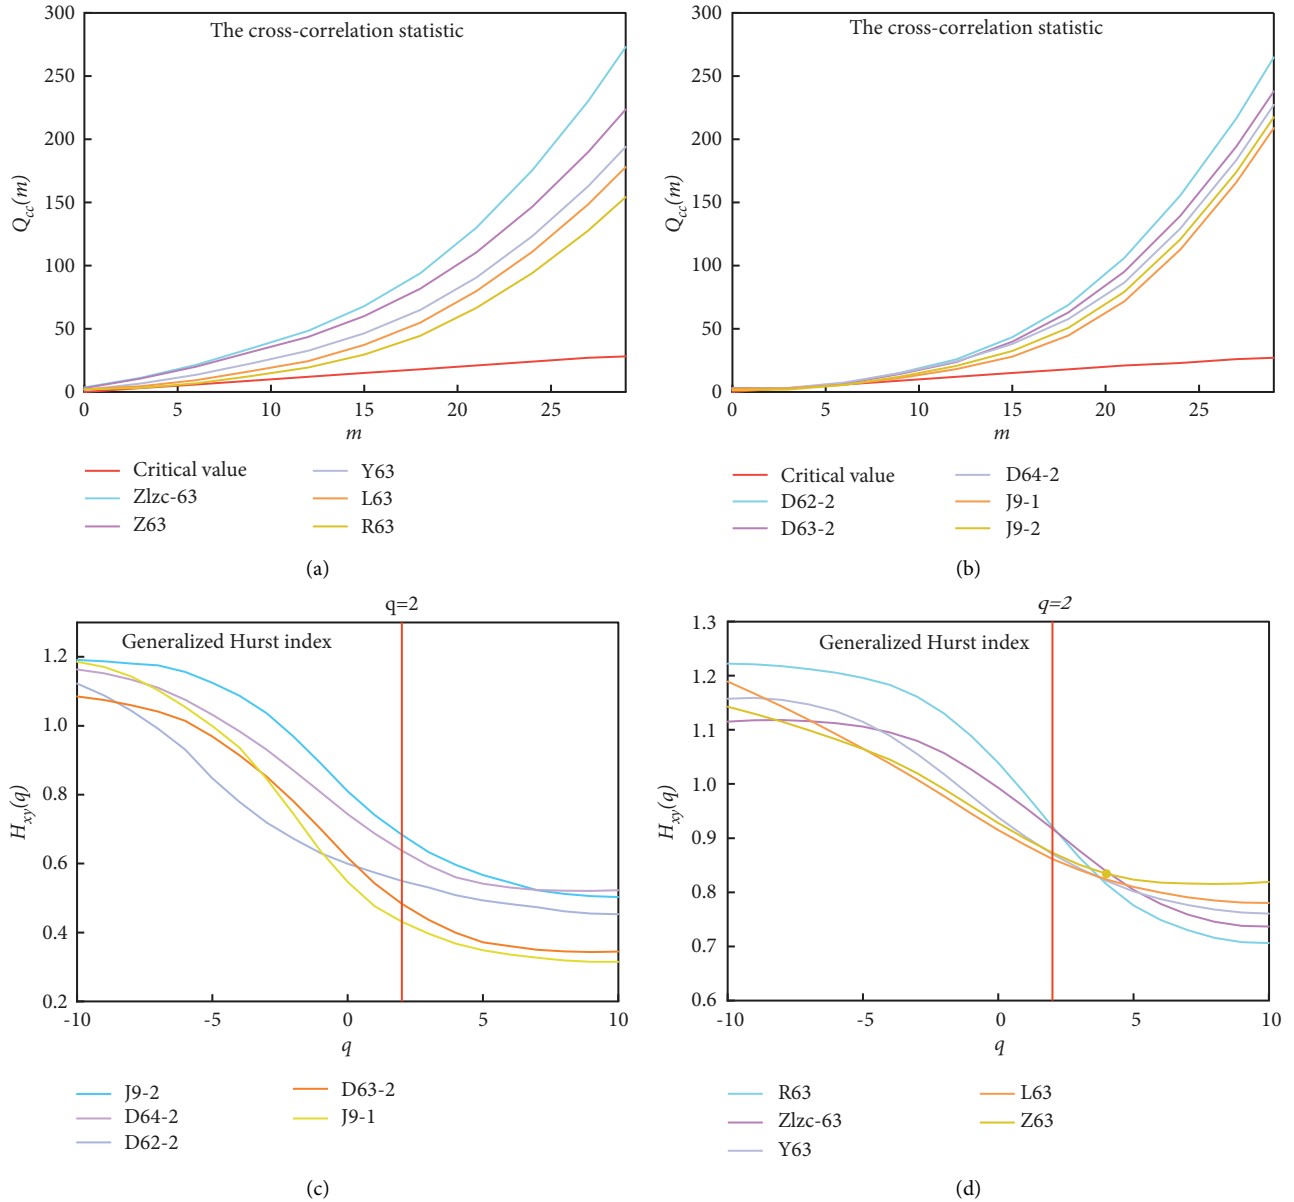 The cross-correlation statistic
300
250
200
150
100
50
0
Q_cc(m)
0 5 10 15 20 25
m
Critical value
Zlzc-63
Z63
Y63
L63
R63
(a)
The cross-correlation statistic
300
250
200
150
100
50
0
Q_cc(m)
0 5 10 15 20 25
m
Critical value
D62-2
D63-2
D64-2
J9-1
J9-2
(b)
q=2
Generalized Hurst index
1.2
1.0
0.8
0.6
0.4
0.2
H_xy(q)
-10 -5 0 5 10
q
J9-2
D64-2
D62-2
D63-2
J9-1
(c)
q=2
Generalized Hurst index
1.3
1.2
1.1
1.0
0.9
0.8
0.7
0.6
H_xy(q)
-10 -5 0 5 10
q
R63
Zlzc-63
Y63
L63
Z63
(d)